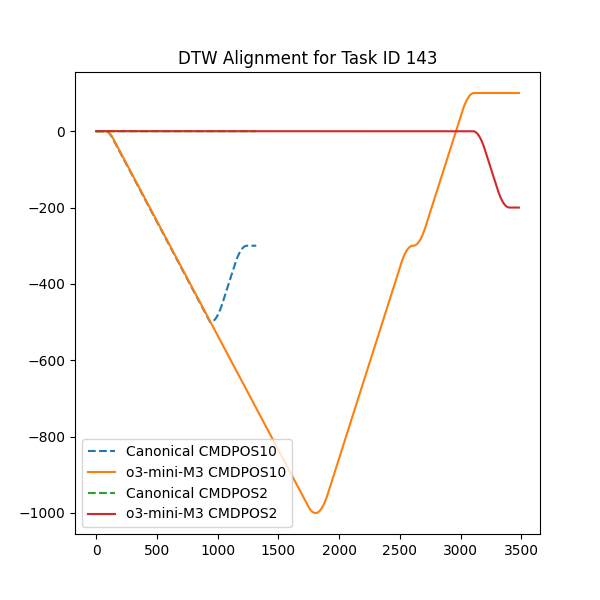 DTW Alignment for Task ID 143
0
−200
−400
−600
−800
−1000
Canonical CMDPOS10
o3-mini-M3 CMDPOS10
Canonical CMDPOS2
o3-mini-M3 CMDPOS2
0 500 1000 1500 2000 2500 3000 3500